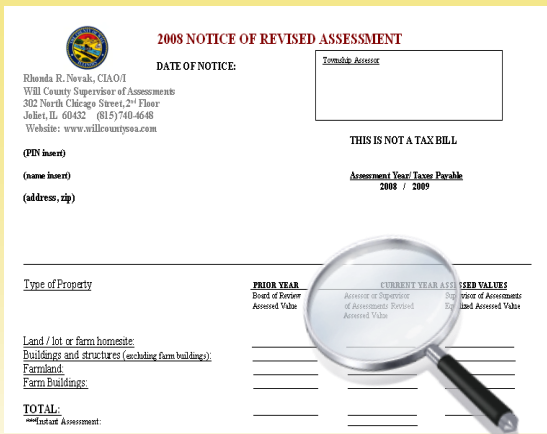 2008 NOTICE OF REVISED ASSESSMENT
DATE OF NOTICE:
Township Assessor
Rhonda R. Novak, CIAO/I
Will County Supervisor of Assessments
302 North Chicago Street, 2nd Floor
Joliet, IL 60432 (815) 740-4648
Website: www.willcountysoa.com
THIS IS NOT A TAX BILL
(PIN insert)
(name insert)
Assessment Year/ Taxes Payable
2008 / 2009
(address, zip)
Type of Property
PRIOR YEAR CURRENT YEAR ASSESSED VALUES
Board of Review Assessor or Supervisor Supervisor of Assessments
Assessed Value of Assessments Revised Equalized Assessed Value
Assessed Value
Land / lot or farm homesite:
Buildings and structures (excluding farm buildings):
Farmland:
Farm Buildings:
TOTAL:
***Instant Assessment: